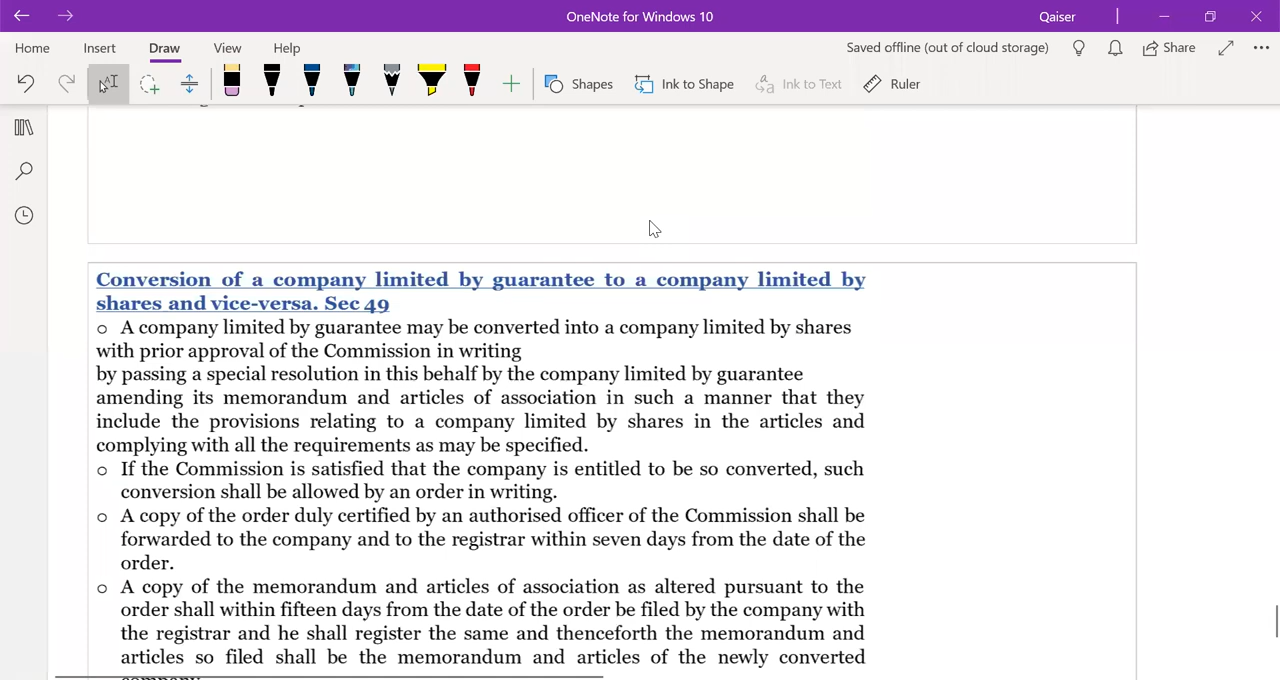 OneNote for Windows 10
Qaiser
Home Insert Draw View Help
Saved offline (out of cloud storage) Share
Shapes Ink to Shape Ink to Text Ruler
Conversion of a company limited by guarantee to a company limited by
shares and vice-versa. Sec 49
o A company limited by guarantee may be converted into a company limited by shares
with prior approval of the Commission in writing
by passing a special resolution in this behalf by the company limited by guarantee
amending its memorandum and articles of association in such a manner that they
include the provisions relating to a company limited by shares in the articles and
complying with all the requirements as may be specified.
o If the Commission is satisfied that the company is entitled to be so converted, such
conversion shall be allowed by an order in writing.
o A copy of the order duly certified by an authorised officer of the Commission shall be
forwarded to the company and to the registrar within seven days from the date of the
order.
o A copy of the memorandum and articles of association as altered pursuant to the
order shall within fifteen days from the date of the order be filed by the company with
the registrar and he shall register the same and thenceforth the memorandum and
articles so filed shall be the memorandum and articles of the newly converted